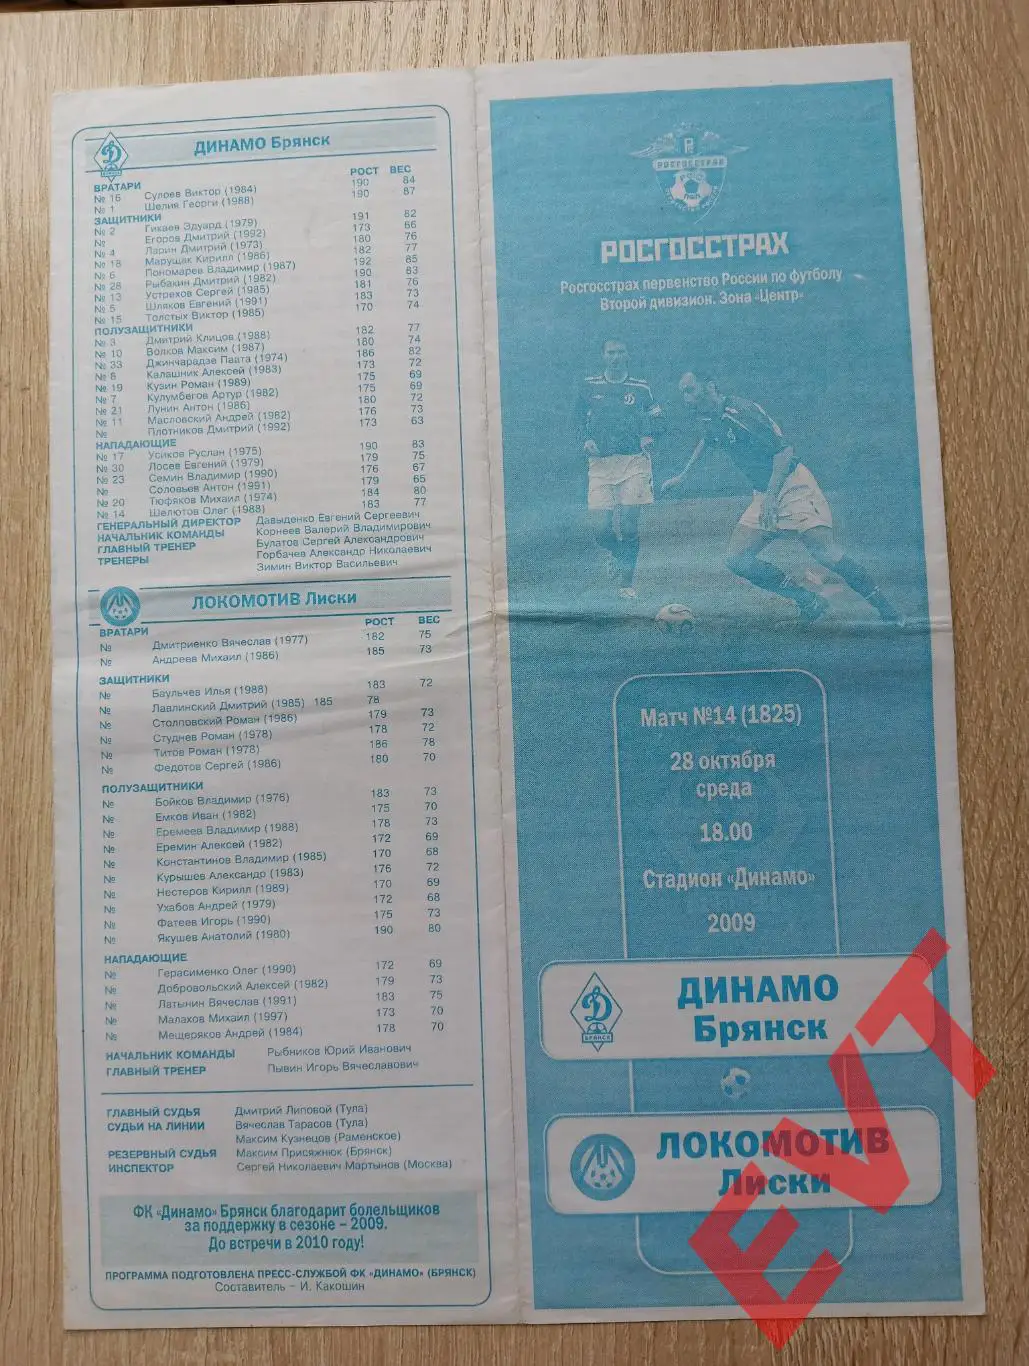 ДИНАМО Брянск
РОСТ ВЕС
ВРАТАРИ
№ 16 Сулоев Виктор (1984) 190 84
№ 1 Шелия Георги (1988) 190 87
ЗАЩИТНИКИ
№ 2 Гикаев Эдуард (1979) 191 82
№ Егоров Дмитрий (1992) 173 66
№ 4 Ларин Дмитрий (1973) 180 76
№ 18 Марущак Кирилл (1986) 182 77
№ 6 Пономарев Владимир (1987) 192 85
№ 28 Рыбакин Дмитрий (1982) 190 83
№ 13 Устрехов Сергей (1985) 181 76
№ 5 Шляков Евгений (1991) 183 73
№ 15 Толстых Виктор (1985) 170 74
ПОЛУЗАЩИТНИКИ
№ 3 Дмитрий Клицов (1988) 182 77
№ 10 Волков Максим (1987) 180 74
№ 33 Джинчарадзе Паата (1974) 186 82
№ 8 Калашник Алексей (1983) 173 72
№ 19 Кузин Роман (1989) 175 69
№ 7 Кулумбегов Артур (1982) 175 69
№ 21 Лунин Антон (1986) 180 72
№ 11 Масловский Андрей (1982) 176 73
№ Плотников Дмитрий (1992) 173 63
НАПАДАЮЩИЕ
№ 17 Усиков Руслан (1975) 190 83
№ 30 Лосев Евгений (1979) 179 75
№ 23 Семин Владимир (1990) 176 67
№ Соловьев Антон (1991) 179 65
№ 20 Тюфяков Михаил (1974) 184 80
№ 14 Шелютов Олег (1988) 183 77
ГЕНЕРАЛЬНЫЙ ДИРЕКТОР Давыденко Евгений Сергеевич
НАЧАЛЬНИК КОМАНДЫ Корнеев Валерий Владимирович
ГЛАВНЫЙ ТРЕНЕР Булатов Сергей Александрович
ТРЕНЕРЫ Горбачев Александр Николаевич
Зимин Виктор Васильевич
ЛОКОМОТИВ Лиски
РОСТ ВЕС
ВРАТАРИ
№ Дмитриенко Вячеслав (1977) 182 75
№ Андреев Михаил (1986) 185 73
ЗАЩИТНИКИ
№ Баульчев Илья (1988) 183 72
№ Лавлинский Дмитрий (1985) 185 78
№ Столповский Роман (1986) 179 73
№ Студнев Роман (1978) 178 72
№ Титов Роман (1978) 186 78
№ Федотов Сергей (1986) 180 70
ПОЛУЗАЩИТНИКИ
№ Бойков Владимир (1976) 183 73
№ Емков Иван (1982) 175 70
№ Еремеев Владимир (1988) 178 73
№ Еремин Алексей (1982) 172 69
№ Константинов Владимир (1985) 170 68
№ Курышев Александр (1983) 176 72
№ Нестеров Кирилл (1989) 170 69
№ Ухабов Андрей (1979) 172 68
№ Фатеев Игорь (1990) 175 73
№ Якушев Анатолий (1980) 190 80
НАПАДАЮЩИЕ
№ Герасименко Олег (1990) 172 69
№ Добровольский Алексей (1982) 179 73
№ Латынин Вячеслав (1991) 183 75
№ Малахов Михаил (1997) 173 70
№ Мещеряков Андрей (1984) 178 70
НАЧАЛЬНИК КОМАНДЫ Рыбников Юрий Иванович
ГЛАВНЫЙ ТРЕНЕР Пывин Игорь Вячеславович
ГЛАВНЫЙ СУДЬЯ Дмитрий Липовой (Тула)
СУДЬИ НА ЛИНИИ Вячеслав Тарасов (Тула)
Максим Кузнецов (Раменское)
РЕЗЕРВНЫЙ СУДЬЯ Максим Присяжнюк (Брянск)
ИНСПЕКТОР Сергей Николаевич Мартынов (Москва)
ФК «Динамо» Брянск благодарит болельщиков
за поддержку в сезоне – 2009.
До встречи в 2010 году!
ПРОГРАММА ПОДГОТОВЛЕНА ПРЕСС-СЛУЖБОЙ ФК "ДИНАМО" (БРЯНСК)
Составитель – И. Какошин
РОСГОССТРАХ
РОСГОССТРАХ
Росгосстрах первенство России по футболу
Второй дивизион. Зона «Центр»
Матч №14 (1825)
28 октября
среда
18.00
Стадион «Динамо»
2009
БРЯНСК
ДИНАМО
Брянск
ЛОКОМОТИВ
Лиски
EVT